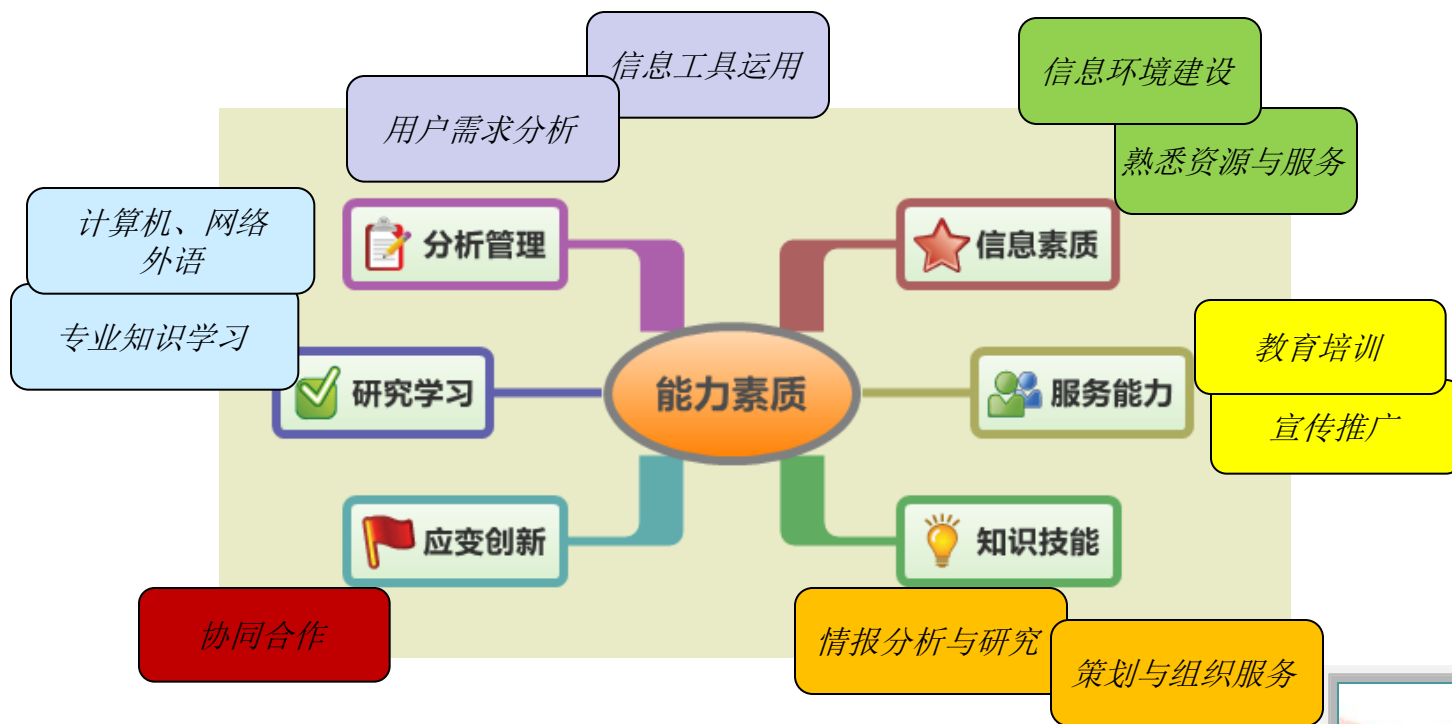 信息工具运用
信息环境建设
用户需求分析
熟悉资源与服务
计算机、网络
外语
分析管理
信息素质
专业知识学习
教育培训
研究学习
能力素质
服务能力
宣传推广
应变创新
知识技能
协同合作
情报分析与研究
策划与组织服务